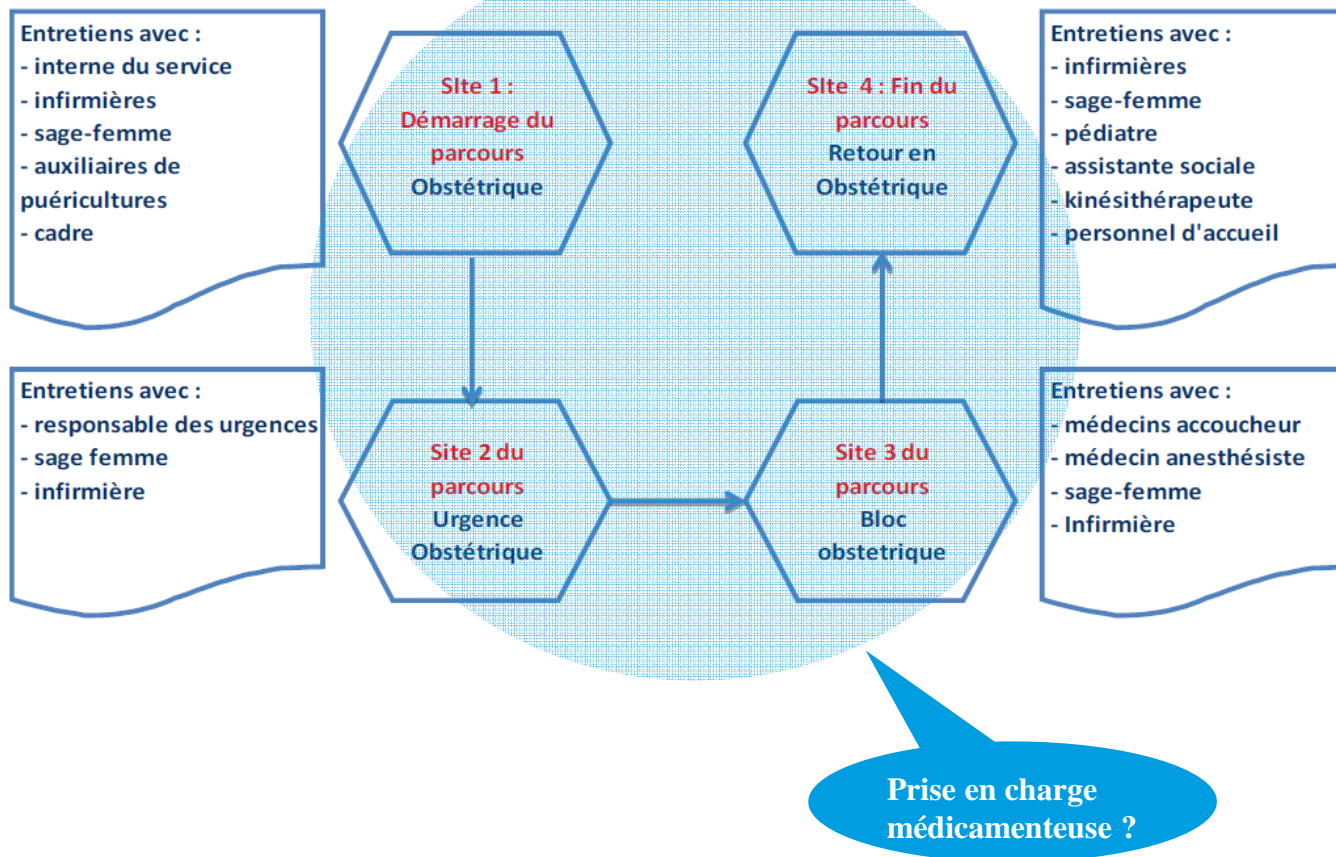 Entretiens avec :
- interne du service
- infirmières
- sage-femme
- auxiliaires de
puéricultures
- cadre
SIte 1 :
Démarrage du
parcours
Obstétrique
SIte 4 : Fin du
parcours
Retour en
Obstétrique
Entretiens avec :
- infirmières
- sage-femme
- pédiatre
- assistante sociale
- kinésithérapeute
- personnel d'accueil
Entretiens avec :
- responsable des urgences
- sage femme
- infirmière
Site 2 du
parcours
Urgence
Obstétrique
Site 3 du
parcours
Bloc
obstetrique
Entretiens avec :
- médecins accoucheur
- médecin anesthésiste
- sage-femme
- Infirmière
Prise en charge
médicamenteuse ?